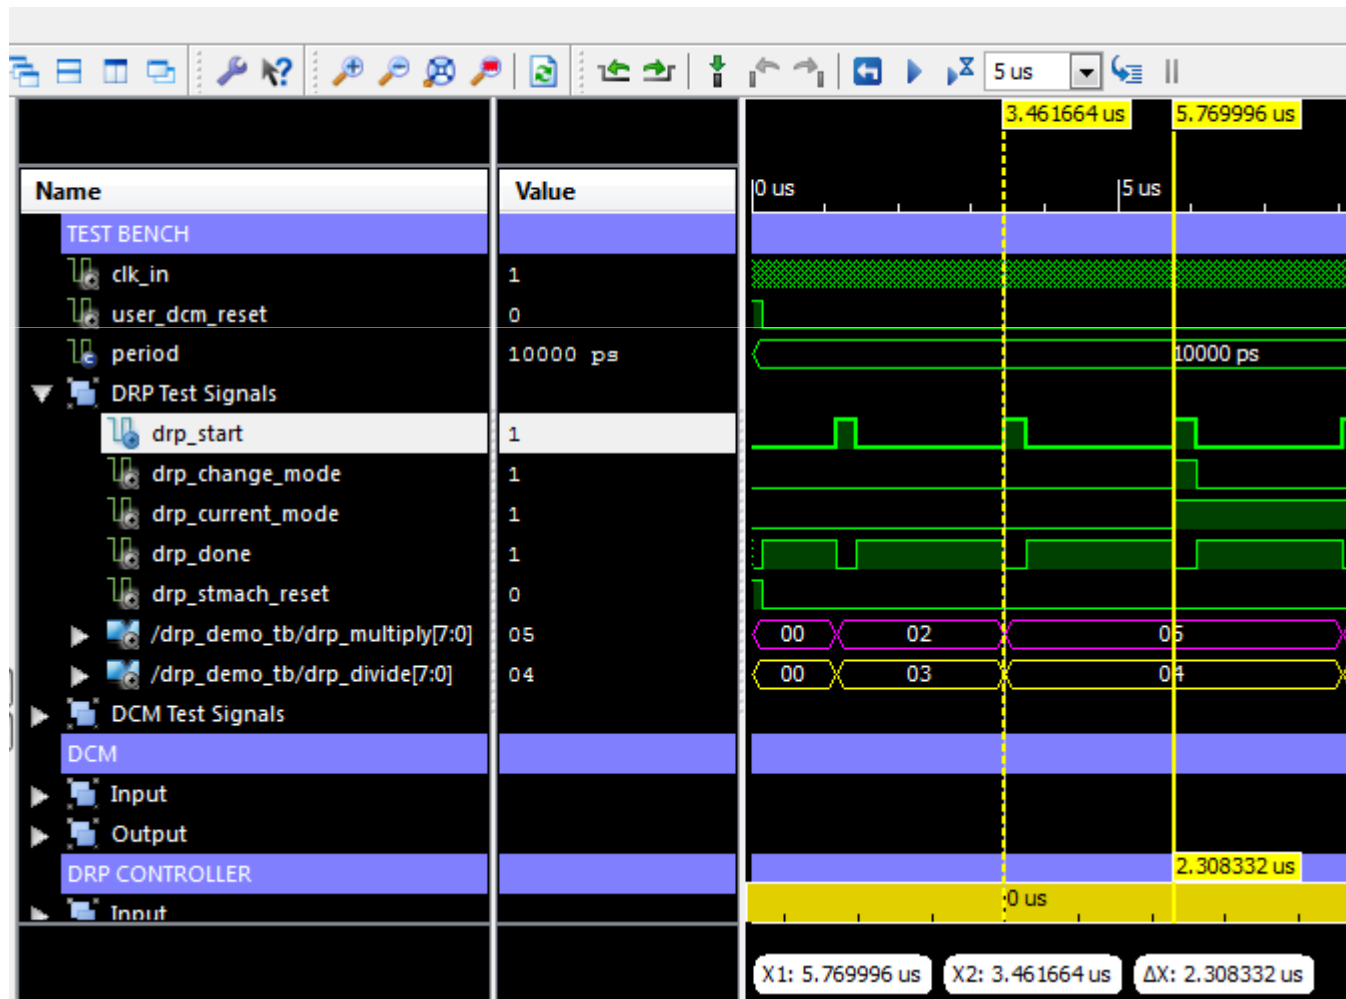 5 us
3.461664 us 5.769996 us
Name Value 0 us 5 us
TEST BENCH
clk_in 1
user_dcm_reset 0
period 10000 ps 10000 ps
DRP Test Signals
drp_start 1
drp_change_mode 1
drp_current_mode 1
drp_done 1
drp_stmach_reset 0
/drp_demo_tb/drp_multiply[7:0] 05 00 02 05
/drp_demo_tb/drp_divide[7:0] 04 00 03 04
DCM Test Signals
DCM
Input
Output
DRP CONTROLLER 2.308332 us
Input 0 us
X1: 5.769996 us X2: 3.461664 us ΔX: 2.308332 us